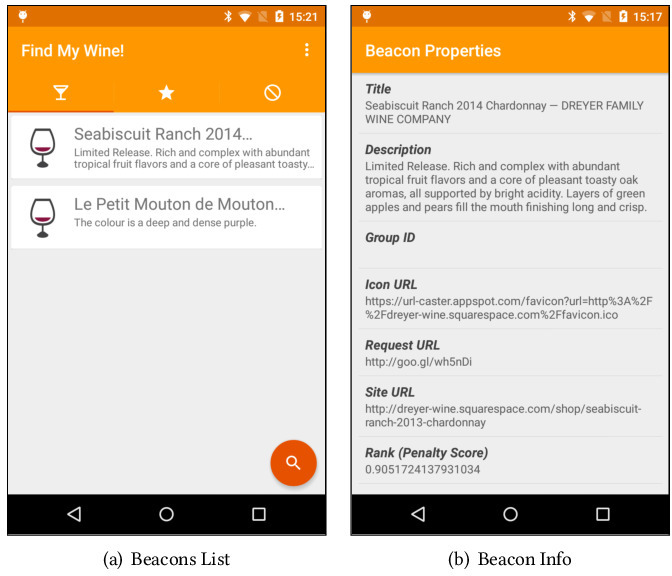 15:21
Find My Wine!
Seabiscuit Ranch 2014...
Limited Release. Rich and complex with abundant
tropical fruit flavors and a core of pleasant toasty...
Le Petit Mouton de Mouton...
The colour is a deep and dense purple.
(a) Beacons List
15:17
Beacon Properties
Title
Seabiscuit Ranch 2014 Chardonnay — DREYER FAMILY
WINE COMPANY
Description
Limited Release. Rich and complex with abundant
tropical fruit flavors and a core of pleasant toasty oak
aromas, all supported by bright acidity. Layers of green
apples and pears fill the mouth finishing long and crisp.
Group ID
Icon URL
https://url-caster.appspot.com/favicon?url=http%3A%2F
%2Fdreyer-wine.squarespace.com%2Ffavicon.ico
Request URL
http://goo.gl/wh5nDi
Site URL
http://dreyer-wine.squarespace.com/shop/seabiscuit-
ranch-2013-chardonnay
Rank (Penalty Score)
0.9051724137931034
(b) Beacon Info